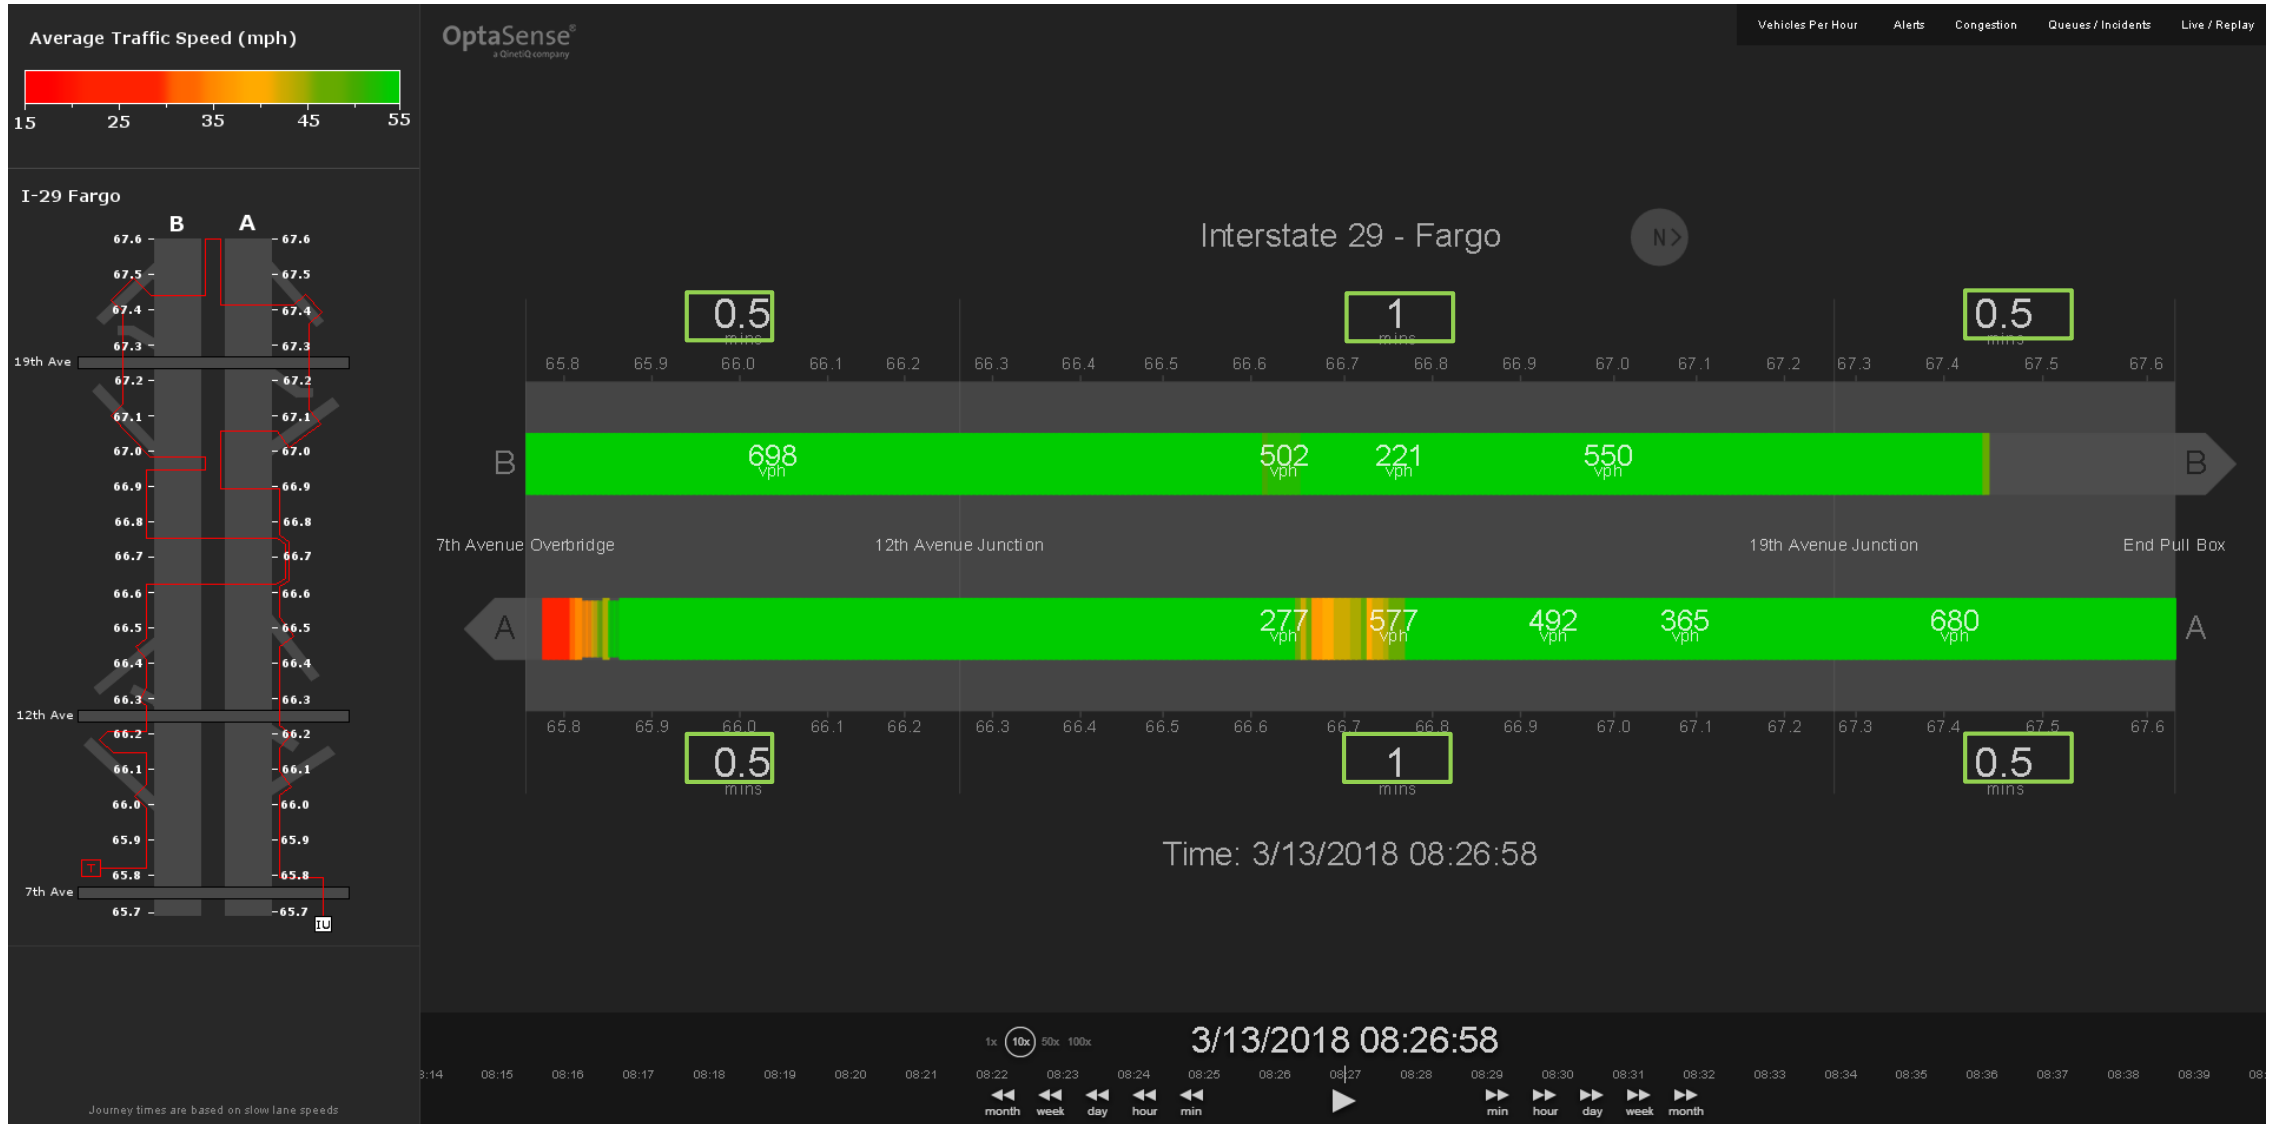 Average Traffic Speed (mph)
15 25 35 45 55
I-29 Fargo
B A
67.6 67.6
67.5 67.5
67.4 67.4
67.3 67.3
19th Ave
67.2 67.2
67.1 67.1
67.0 67.0
66.9 66.9
66.8 66.8
66.7 66.7
66.6 66.6
66.5 66.5
66.4 66.4
66.3 66.3
12th Ave
66.2 66.2
66.1 66.1
66.0 66.0
65.9 65.9
T
65.8 65.8
7th Ave
65.7 65.7
IU
Journey times are based on slow lane speeds
OptaSense®
a QinetiQ company
Vehicles Per Hour Alerts Congestion Queues / Incidents Live / Replay
Interstate 29 - Fargo
N>
0.5 1 0.5
mins mins mins
65.8 65.9 66.0 66.1 66.2 66.3 66.4 66.5 66.6 66.7 66.8 66.9 67.0 67.1 67.2 67.3 67.4 67.5 67.6
B 698 502 221 550 B
vph vph vph vph
7th Avenue Overbridge 12th Avenue Junction 19th Avenue Junction End Pull Box
A 277 577 492 365 680 A
vph vph vph vph vph
65.8 65.9 66.0 66.1 66.2 66.3 66.4 66.5 66.6 66.7 66.8 66.9 67.0 67.1 67.2 67.3 67.4 67.5 67.6
0.5 1 0.5
mins mins mins
Time: 3/13/2018 08:26:58
1x 10x 50x 100x
3/13/2018 08:26:58
8:14 08:15 08:16 08:17 08:18 08:19 08:20 08:21 08:22 08:23 08:24 08:25 08:26 08:27 08:28 08:29 08:30 08:31 08:32 08:33 08:34 08:35 08:36 08:37 08:38 08:39 08:
month week day hour min min hour day week month